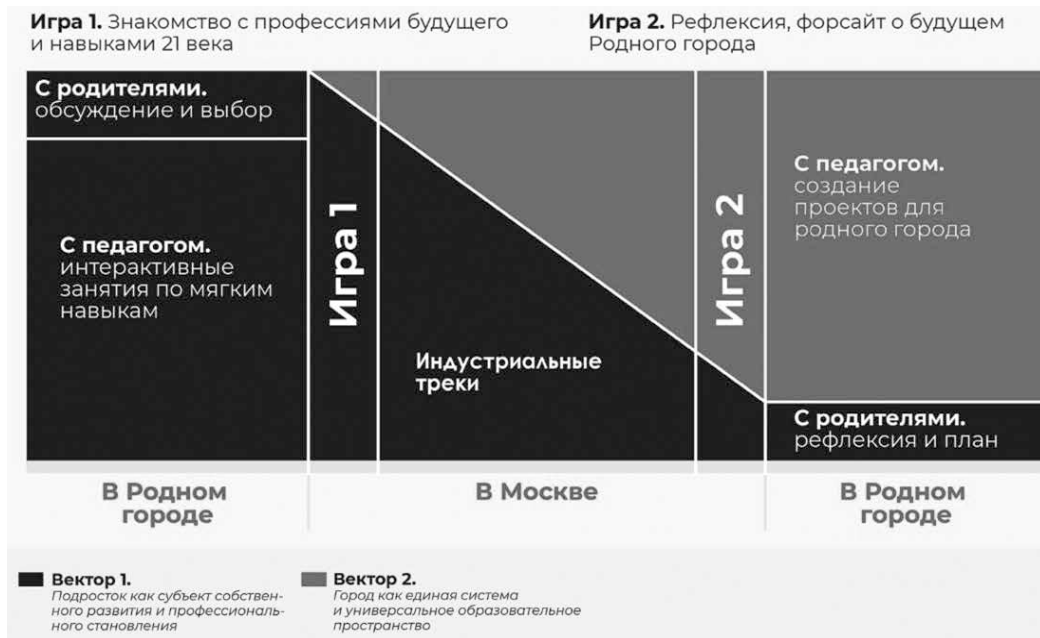 Игра 1. Знакомство с профессиями будущего
и навыками 21 века
Игра 2. Рефлексия, форсайт о будущем
Родного города
С родителями.
обсуждение и выбор
С педагогом.
интерактивные
занятия по мягким
навыкам
Игра 1
Индустриальные
треки
Игра 2
С педагогом.
создание
проектов для
родного города
С родителями.
рефлексия и план
В Родном
городе
В Москве
В Родном
городе
Вектор 1.
Подросток как субъект собствен-
ного развития и профессиональ-
ного становления
Вектор 2.
Город как единая система
и универсальное образовательное
пространство